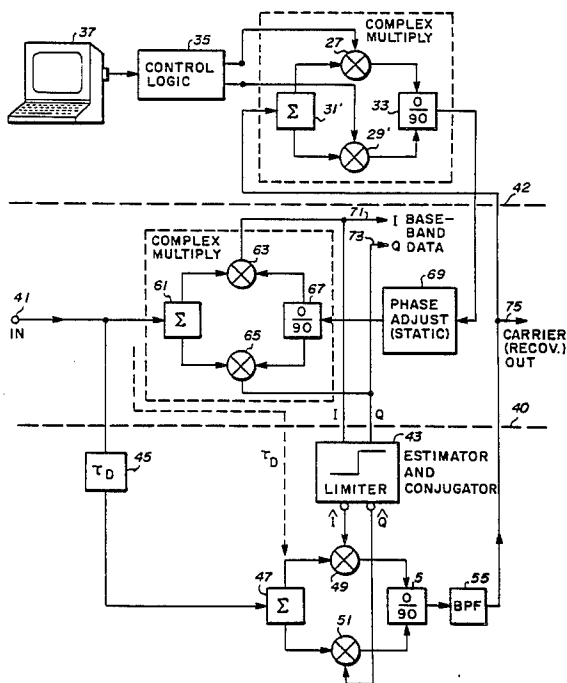 37
35
CONTROL
LOGIC
COMPLEX
MULTIPLY
27
Σ
31'
33
0
90
29'
42
71
I BASE-
BAND
73
Q DATA
COMPLEX
MULTIPLY
63
41
IN
61
Σ
67
0
90
65
69
PHASE
ADJUST
(STATIC)
75
CARRIER
(RECOV.)
OUT
I
Q
40
43
LIMITER
ESTIMATOR
AND
CONJUGATOR
τD
45
τD
Î
Q̂
47
Σ
49
5
0
90
55
BPF
51